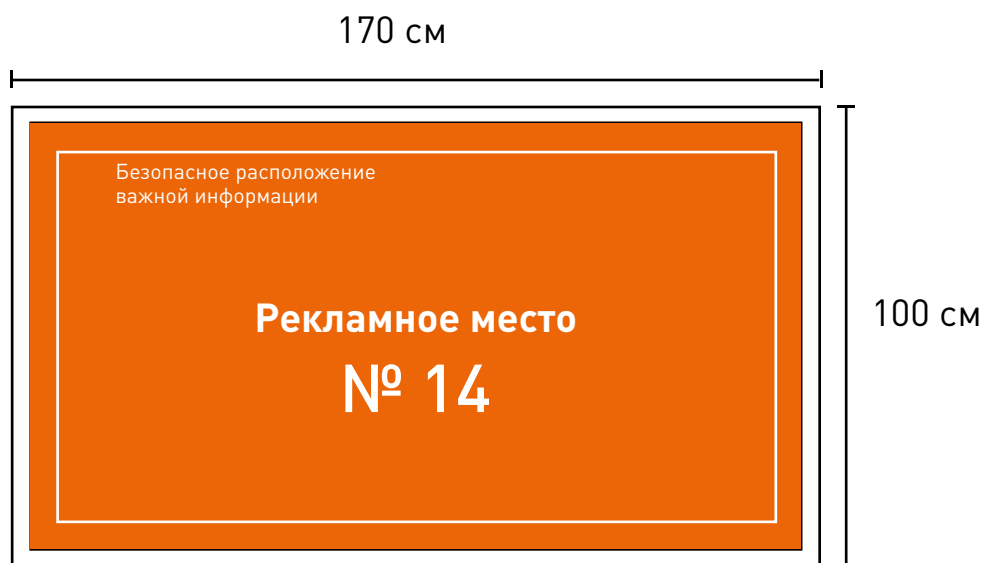 170 см
Безопасное расположение
важной информации
Рекламное место
№ 14
100 см